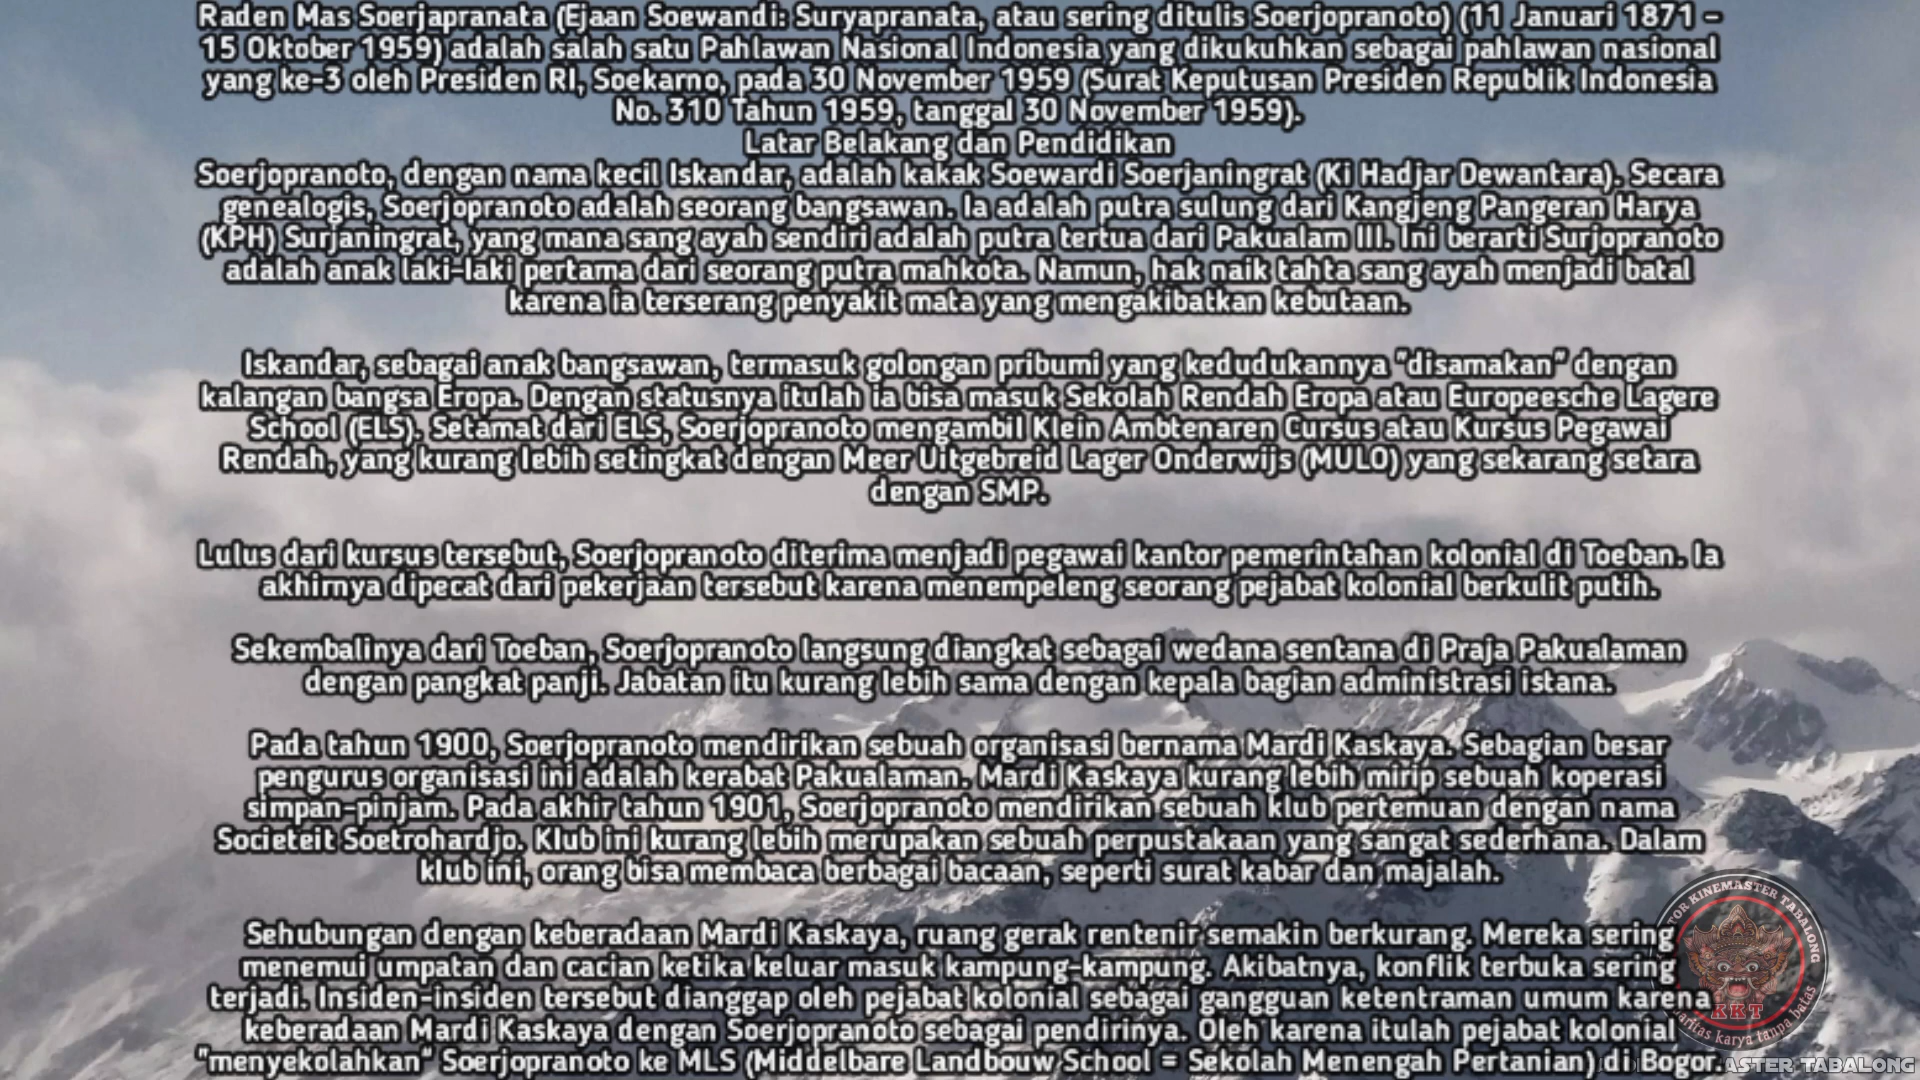 Raden Mas Soerjapranata (Ejaan Soewandi: Suryapranata, atau sering ditulis Soerjopranoto) (11 Januari 1871 –
15 Oktober 1959) adalah salah satu Pahlawan Nasional Indonesia yang dikukuhkan sebagai pahlawan nasional
yang ke-3 oleh Presiden RI, Soekarno, pada 30 November 1959 (Surat Keputusan Presiden Republik Indonesia
No. 310 Tahun 1959, tanggal 30 November 1959).
Latar Belakang dan Pendidikan
Soerjopranoto, dengan nama kecil Iskandar, adalah kakak Soewardi Soerjaningrat (Ki Hadjar Dewantara). Secara
genealogis, Soerjopranoto adalah seorang bangsawan. Ia adalah putra sulung dari Kangjeng Pangeran Harya
(KPH) Surjaningrat, yang mana sang ayah sendiri adalah putra tertua dari Pakualam III. Ini berarti Surjopranoto
adalah anak laki-laki pertama dari seorang putra mahkota. Namun, hak naik tahta sang ayah menjadi batal
karena ia terserang penyakit mata yang mengakibatkan kebutaan.
Iskandar, sebagai anak bangsawan, termasuk golongan pribumi yang kedudukannya "disamakan" dengan
kalangan bangsa Eropa. Dengan statusnya itulah ia bisa masuk Sekolah Rendah Eropa atau Europeesche Lagere
School (ELS). Setamat dari ELS, Soerjopranoto mengambil Klein Ambtenaren Cursus atau Kursus Pegawai
Rendah, yang kurang lebih setingkat dengan Meer Uitgebreid Lager Onderwijs (MULO) yang sekarang setara
dengan SMP.
Lulus dari kursus tersebut, Soerjopranoto diterima menjadi pegawai kantor pemerintahan kolonial di Toeban. Ia
akhirnya dipecat dari pekerjaan tersebut karena menempeleng seorang pejabat kolonial berkulit putih.
Sekembalinya dari Toeban, Soerjopranoto langsung diangkat sebagai wedana sentana di Praja Pakualaman
dengan pangkat panji. Jabatan itu kurang lebih sama dengan kepala bagian administrasi istana.
Pada tahun 1900, Soerjopranoto mendirikan sebuah organisasi bernama Mardi Kaskaya. Sebagian besar
pengurus organisasi ini adalah kerabat Pakualaman. Mardi Kaskaya kurang lebih mirip sebuah koperasi
simpan-pinjam. Pada akhir tahun 1901, Soerjopranoto mendirikan sebuah klub pertemuan dengan nama
Societeit Soetrohardjo. Klub ini kurang lebih merupakan sebuah perpustakaan yang sangat sederhana. Dalam
klub ini, orang bisa membaca berbagai bacaan, seperti surat kabar dan majalah.
Sehubungan dengan keberadaan Mardi Kaskaya, ruang gerak rentenir semakin berkurang. Mereka sering
menemui umpatan dan cacian ketika keluar masuk kampung-kampung. Akibatnya, konflik terbuka sering
terjadi. Insiden-insiden tersebut dianggap oleh pejabat kolonial sebagai gangguan ketentraman umum karena
keberadaan Mardi Kaskaya dengan Soerjopranoto sebagai pendirinya. Oleh karena itulah pejabat kolonial
"menyekolahkan" Soerjopranoto ke MLS (Middelbare Landbouw School = Sekolah Menengah Pertanian) di Bogor.
KINEMASTER TABALONG
KKT
karya tanpa batas
ASTER TABALONG